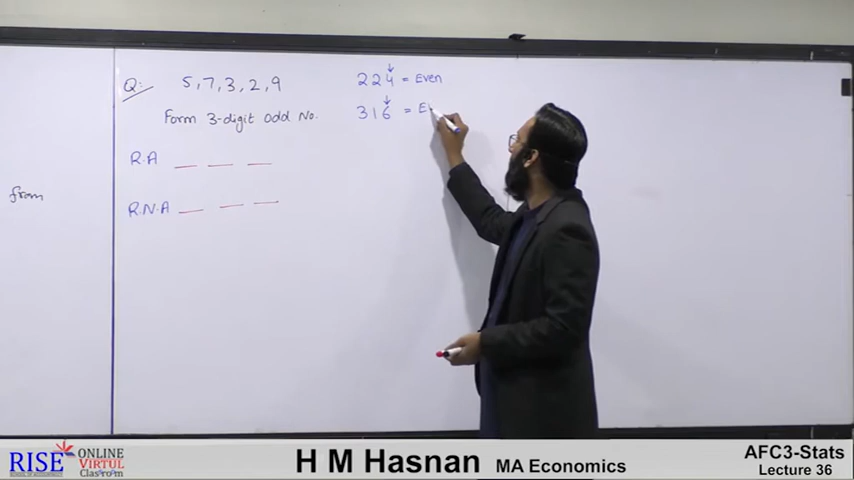 Q: 5,7,3,2,9
Form 3-digit odd No.
R.A
R.N.A
224 = Even
316 = E
from
RISE ONLINE VIRTUL Classroom
H M Hasnan MA Economics
AFC3-Stats
Lecture 36